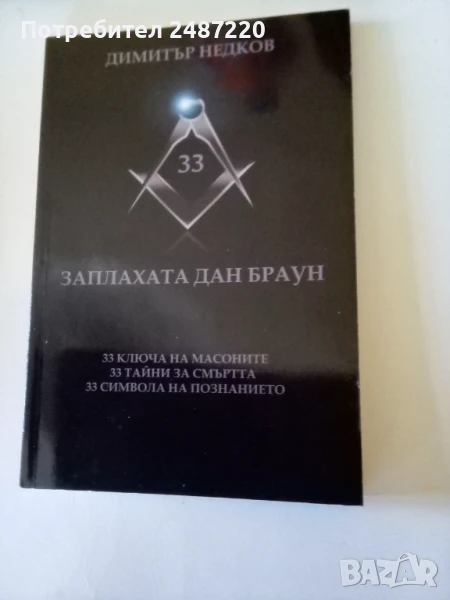 Потребител 2487220
ДИМИТЪР НЕДКОВ
33
ЗАПЛАХАТА ДАН БРАУН
33 КЛЮЧА НА МАСОНИТЕ
33 ТАЙНИ ЗА СМЪРТТА
33 СИМВОЛА НА ПОЗНАНИЕТО
BAZAR